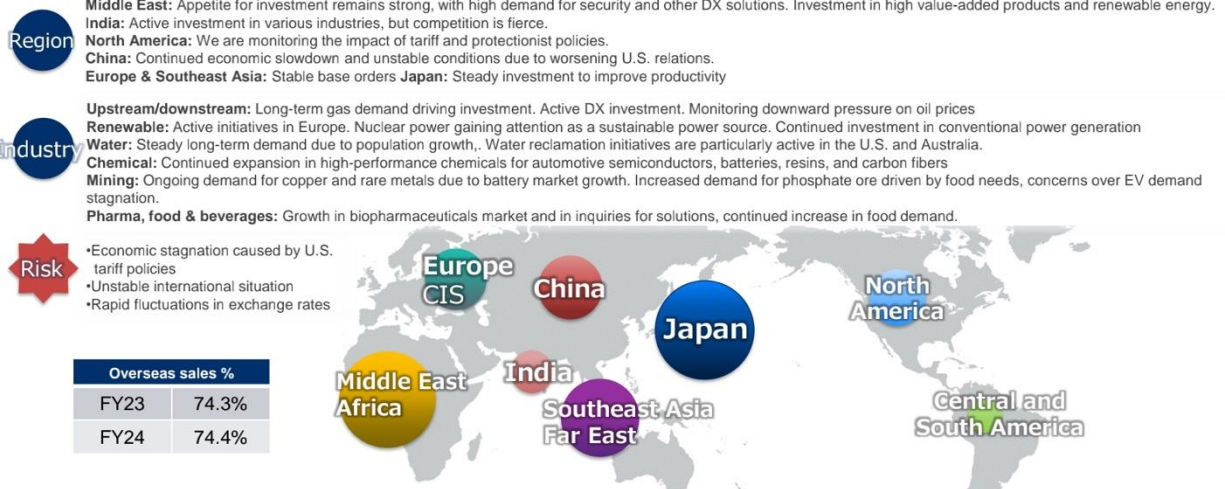 Middle East: Appetite for investment remains strong, with high demand for security and other DX solutions. Investment in high value-added products and renewable energy.
India: Active investment in various industries, but competition is fierce.
Region
North America: We are monitoring the impact of tariff and protectionist policies.
China: Continued economic slowdown and unstable conditions due to worsening U.S. relations.
Europe & Southeast Asia: Stable base orders Japan: Steady investment to improve productivity
Upstream/downstream: Long-term gas demand driving investment. Active DX investment. Monitoring downward pressure on oil prices
Renewable: Active initiatives in Europe. Nuclear power gaining attention as a sustainable power source. Continued investment in conventional power generation
Industry
Water: Steady long-term demand due to population growth,. Water reclamation initiatives are particularly active in the U.S. and Australia.
Chemical: Continued expansion in high-performance chemicals for automotive semiconductors, batteries, resins, and carbon fibers
Mining: Ongoing demand for copper and rare metals due to battery market growth. Increased demand for phosphate ore driven by food needs, concerns over EV demand
stagnation.
Pharma, food & beverages: Growth in biopharmaceuticals market and in inquiries for solutions, continued increase in food demand.
Risk
•Economic stagnation caused by U.S.
tariff policies
•Unstable international situation
•Rapid fluctuations in exchange rates
Europe
CIS
China
Japan
North
America
Middle East
Africa
India
Southeast Asia
Far East
Central and
South America
Overseas sales %
FY23 74.3%
FY24 74.4%